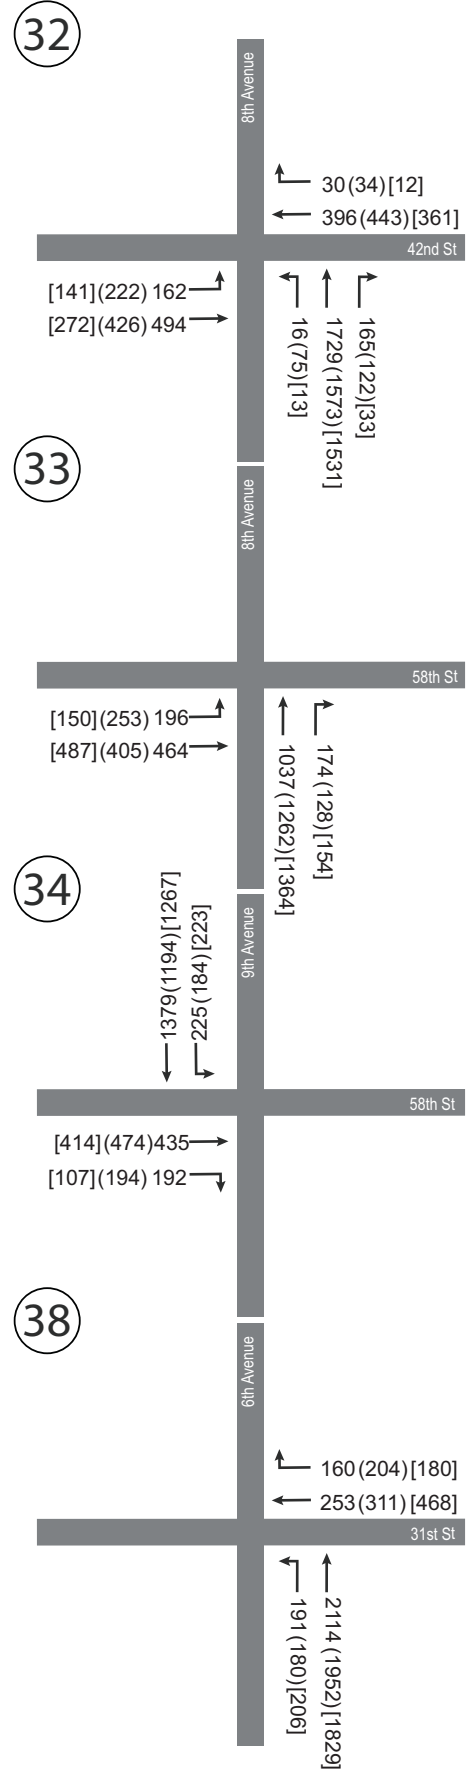 32
8th Avenue
30 (34) [12]
396 (443) [361]
42nd St
[141] (222) 162
[272] (426) 494
16 (75) [13]
1729 (1573) [1531]
165 (122) [33]
33
8th Avenue
58th St
[150] (253) 196
[487] (405) 464
1037 (1262) [1364]
174 (128) [154]
34
1379 (1194) [1267]
225 (184) [223]
9th Avenue
58th St
[414] (474) 435
[107] (194) 192
38
6th Avenue
160 (204) [180]
253 (311) [468]
31st St
191 (180) [206]
2114 (1952) [1829]